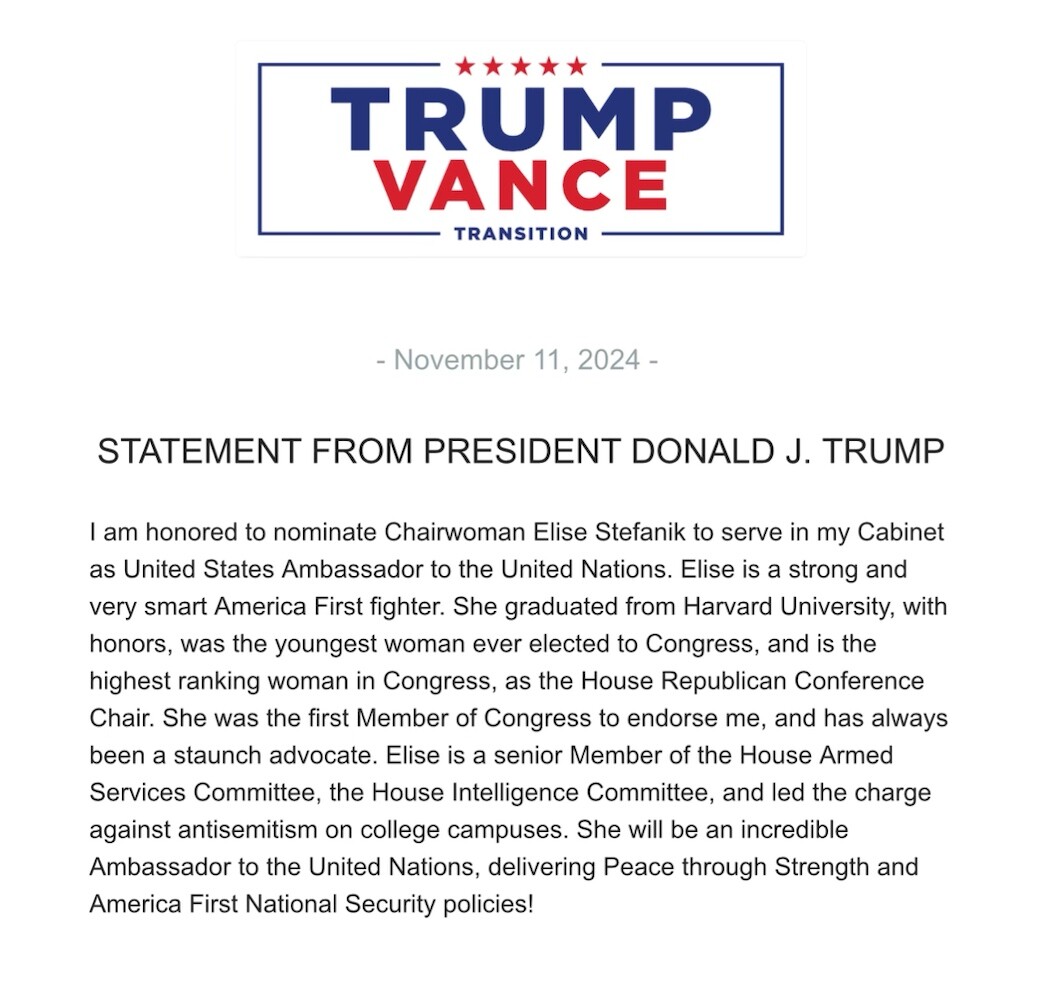 TRUMP
VANCE
TRANSITION
- November 11, 2024 -
STATEMENT FROM PRESIDENT DONALD J. TRUMP
I am honored to nominate Chairwoman Elise Stefanik to serve in my Cabinet
as United States Ambassador to the United Nations. Elise is a strong and
very smart America First fighter. She graduated from Harvard University, with
honors, was the youngest woman ever elected to Congress, and is the
highest ranking woman in Congress, as the House Republican Conference
Chair. She was the first Member of Congress to endorse me, and has always
been a staunch advocate. Elise is a senior Member of the House Armed
Services Committee, the House Intelligence Committee, and led the charge
against antisemitism on college campuses. She will be an incredible
Ambassador to the United Nations, delivering Peace through Strength and
America First National Security policies!